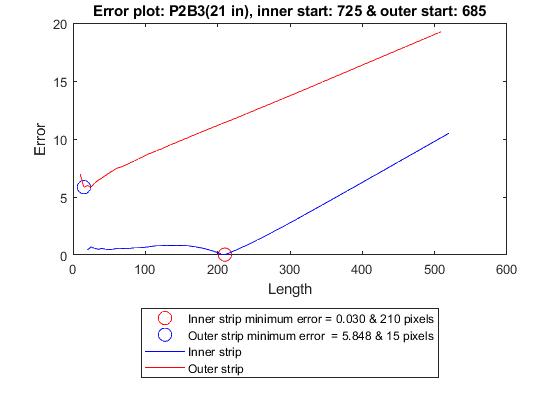 Error plot: P2B3(21 in), inner start: 725 & outer start: 685
20
15
10
5
0
Error
0 100 200 300 400 500 600
Length
Inner strip minimum error = 0.030 & 210 pixels
Outer strip minimum error = 5.848 & 15 pixels
Inner strip
Outer strip